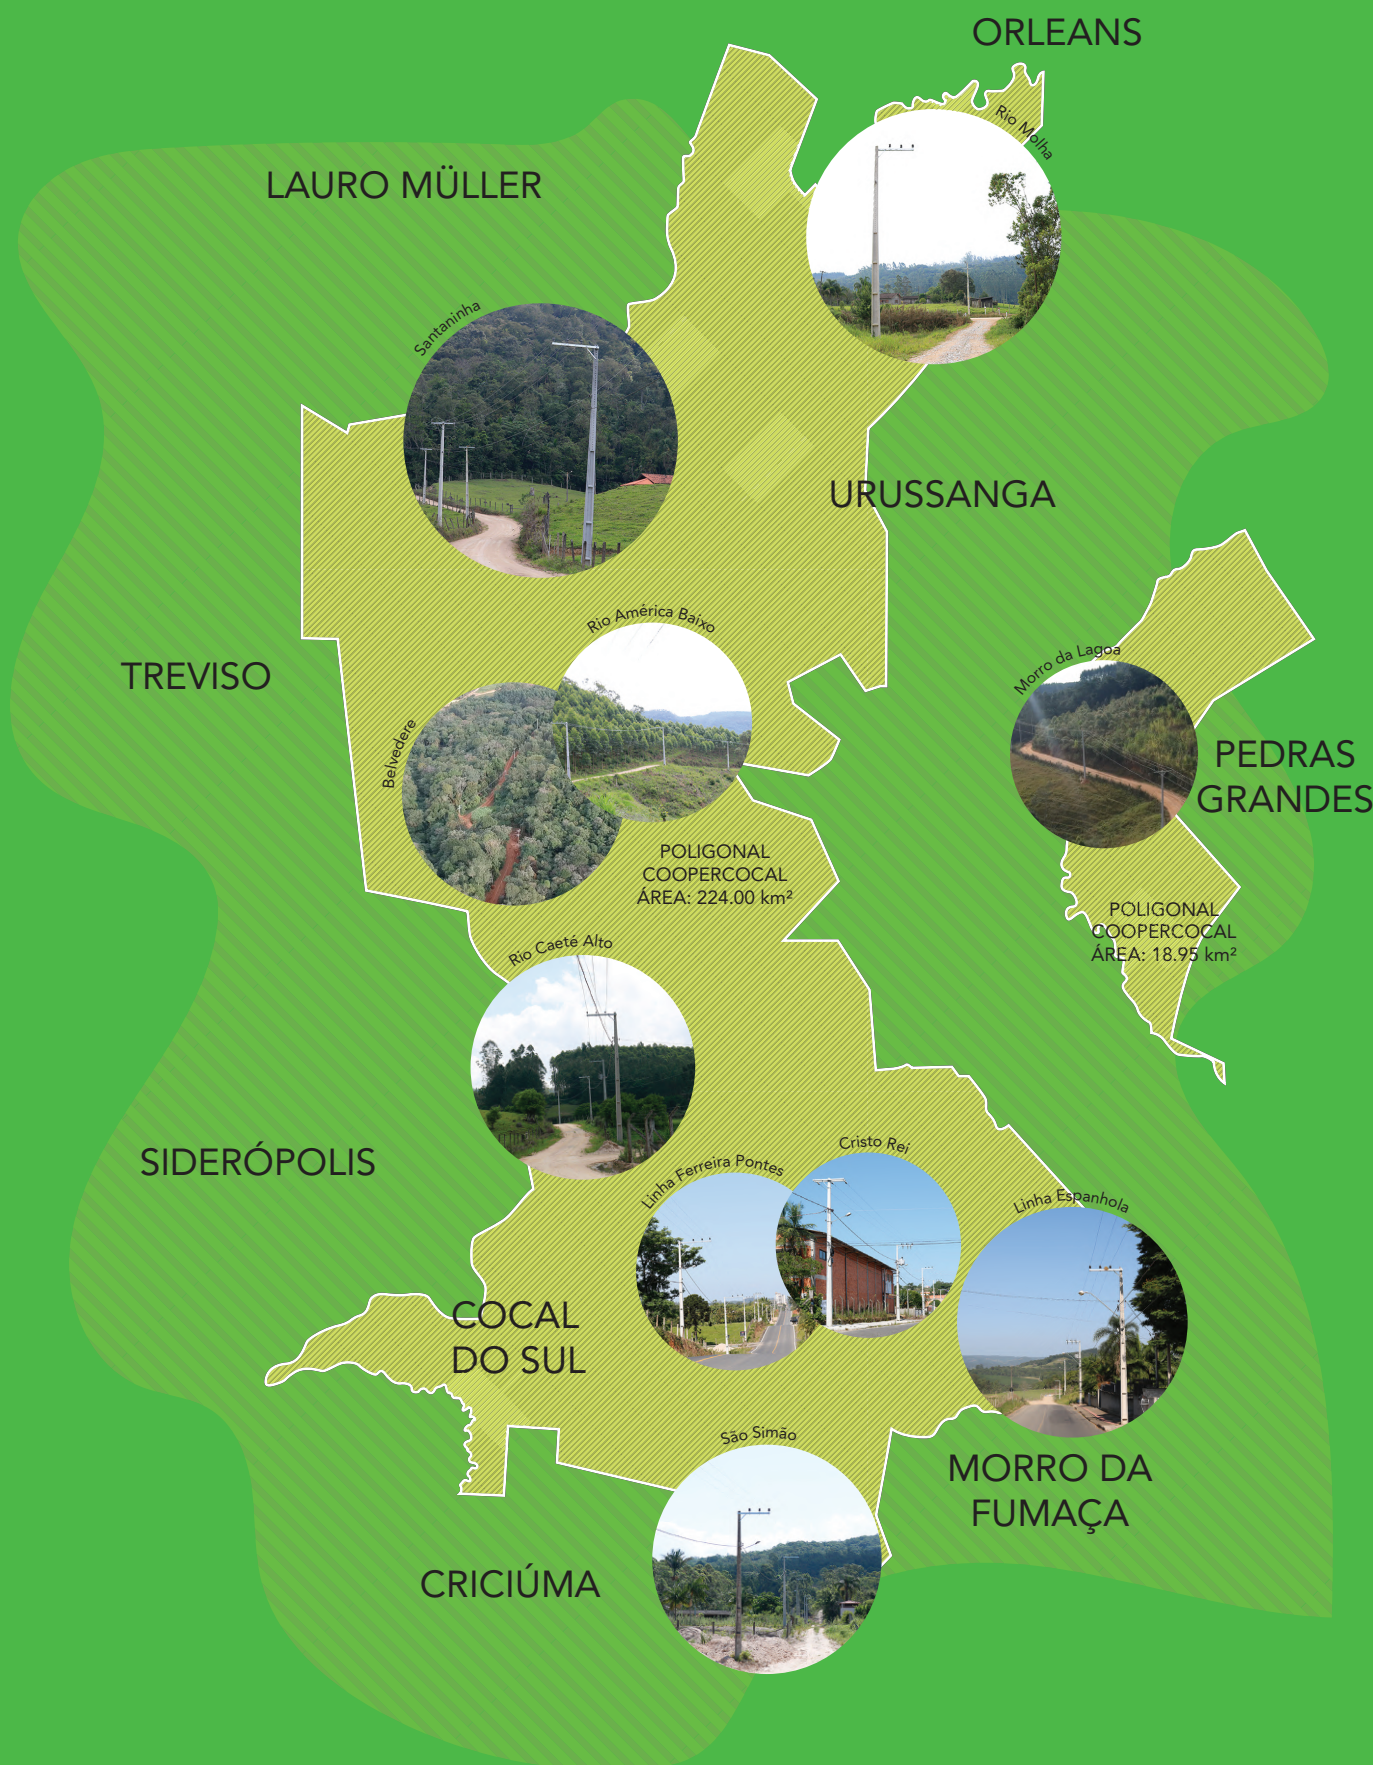 ORLEANS
Rio Molha
LAURO MÜLLER
Santaninha
URUSSANGA
Rio América Baixo
Morro da Lagoa
TREVISO
Belvedere
PEDRAS
GRANDES
POLIGONAL
COOPERCOCAL
ÁREA: 224.00 km²
POLIGONAL
COOPERCOCAL
ÁREA: 18.95 km²
Rio Caeté Alto
SIDERÓPOLIS
Cristo Rei
Linha Ferreira Pontes
Linha Espanhola
COCAL
DO SUL
São Simão
MORRO DA
FUMAÇA
CRICIÚMA